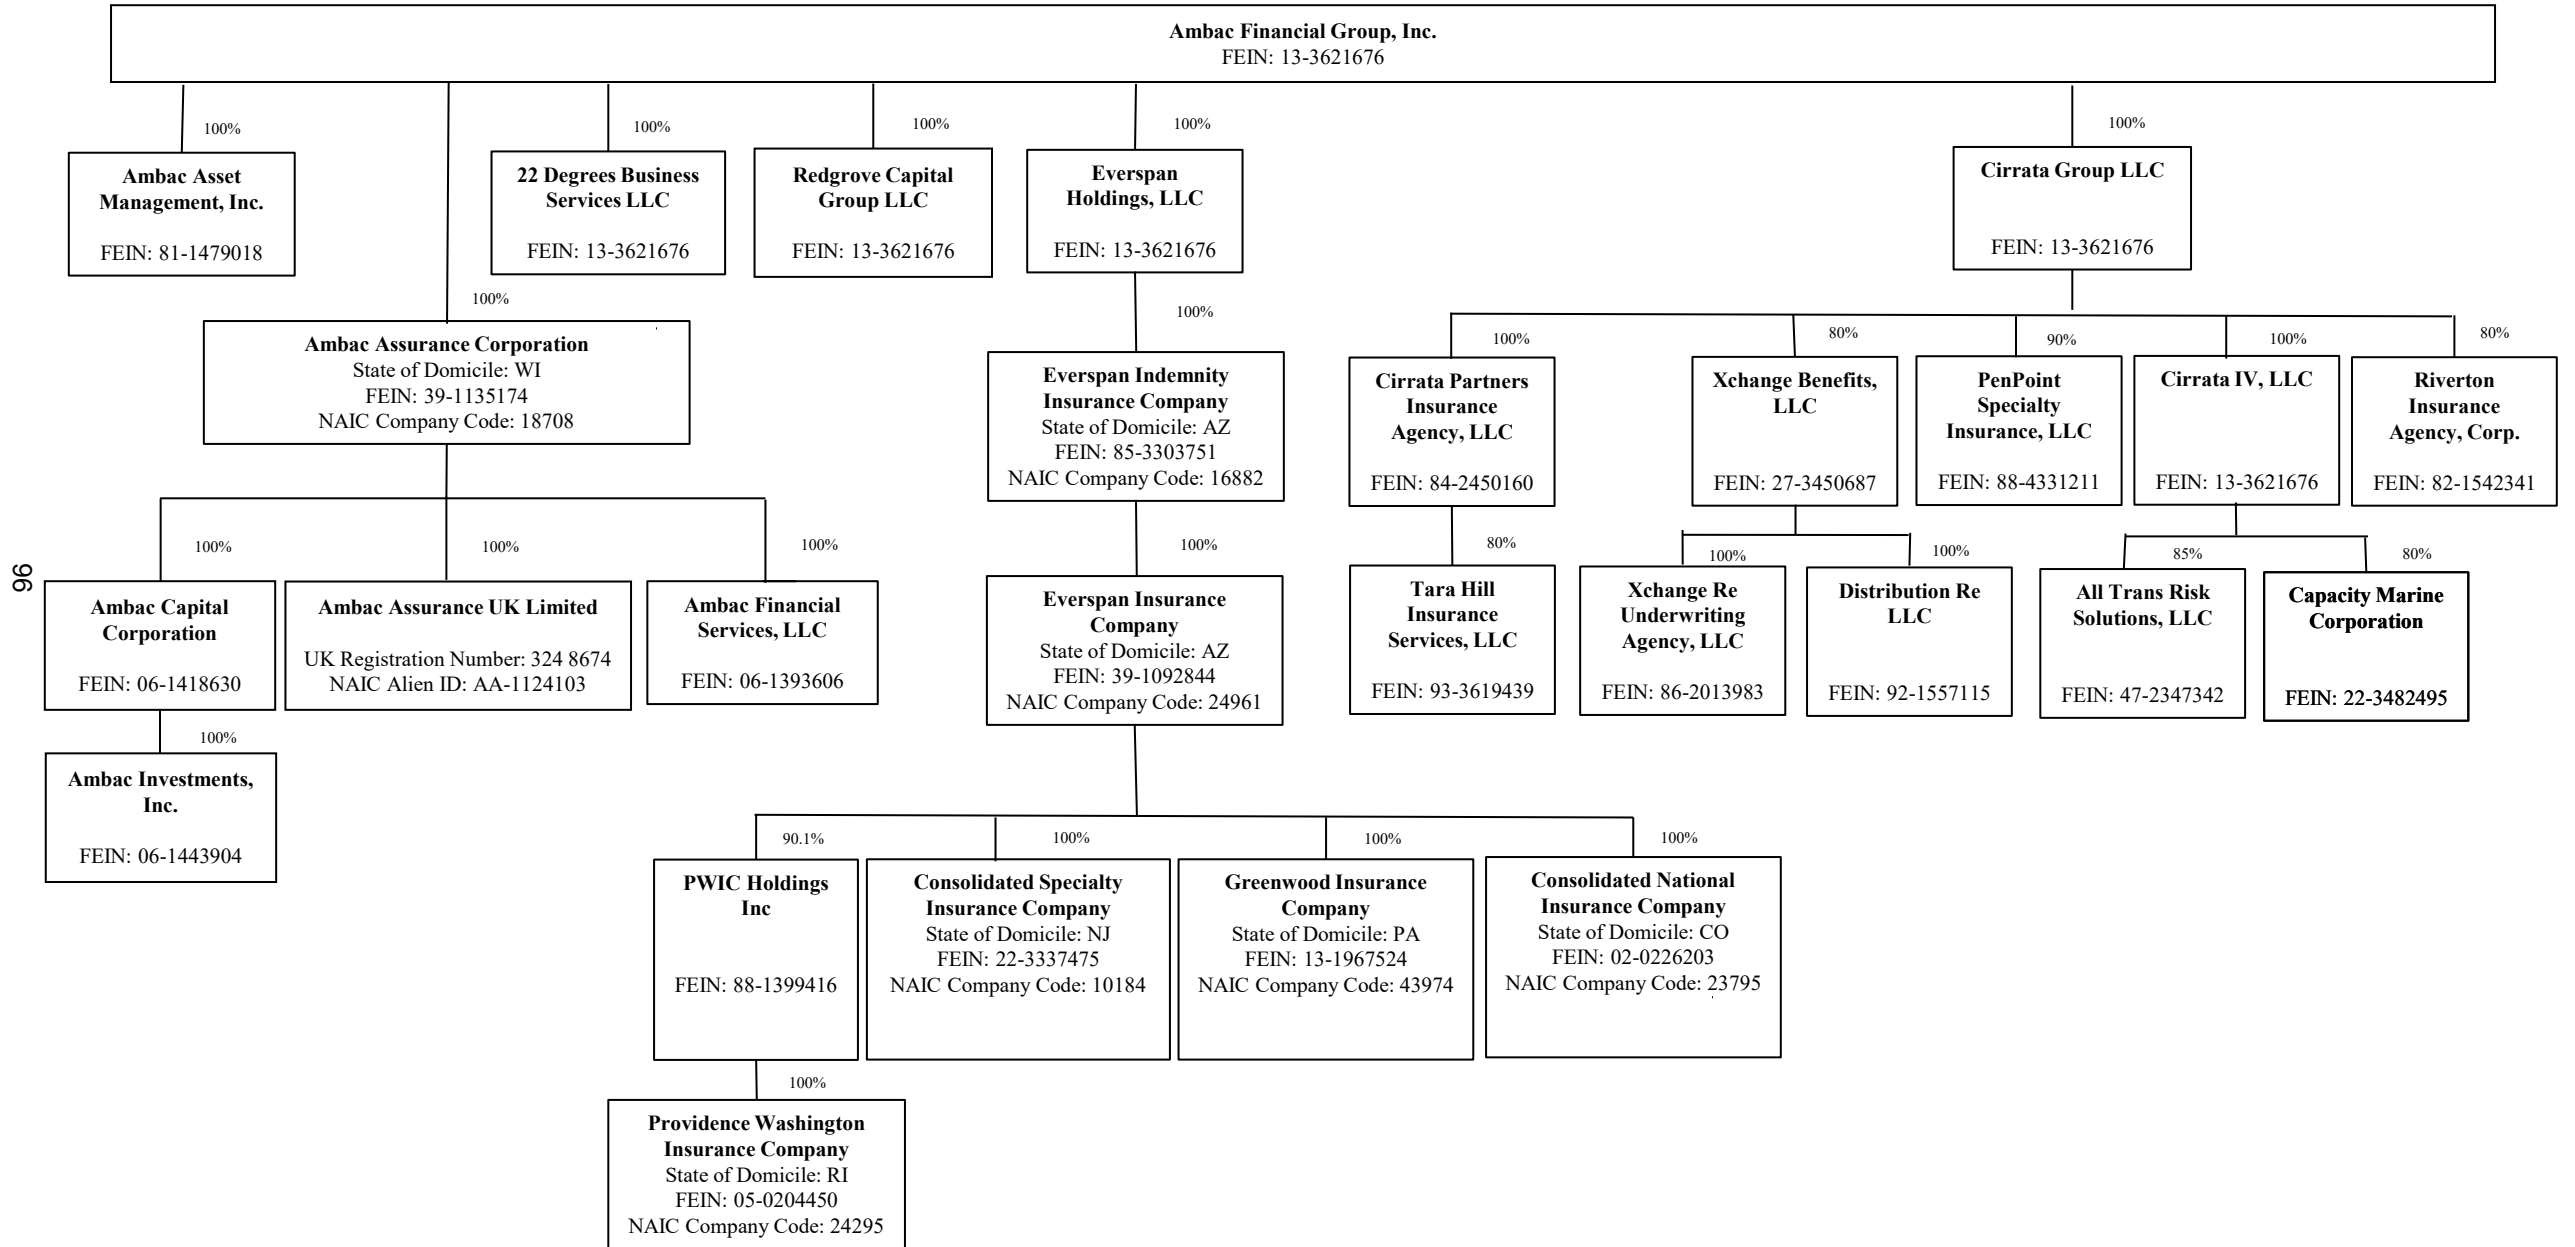 Ambac Financial Group, Inc.
FEIN: 13-3621676
100%
Ambac Asset
Management, Inc.
FEIN: 81-1479018
100%
22 Degrees Business
Services LLC
FEIN: 13-3621676
100%
Redgrove Capital
Group LLC
FEIN: 13-3621676
100%
Everspan
Holdings, LLC
FEIN: 13-3621676
100%
Cirrata Group LLC
FEIN: 13-3621676
100%
Ambac Assurance Corporation
State of Domicile: WI
FEIN: 39-1135174
NAIC Company Code: 18708
100%
Everspan Indemnity
Insurance Company
State of Domicile: AZ
FEIN: 85-3303751
NAIC Company Code: 16882
100%
Cirrata Partners
Insurance
Agency, LLC
FEIN: 84-2450160
80%
Xchange Benefits,
LLC
FEIN: 27-3450687
90%
PenPoint
Specialty
Insurance, LLC
FEIN: 88-4331211
100%
Cirrata IV, LLC
FEIN: 13-3621676
80%
Riverton
Insurance
Agency, Corp.
FEIN: 82-1542341
96
100%
Ambac Capital
Corporation
FEIN: 06-1418630
100%
Ambac Assurance UK Limited
UK Registration Number: 324 8674
NAIC Alien ID: AA-1124103
100%
Ambac Financial
Services, LLC
FEIN: 06-1393606
100%
Everspan Insurance
Company
State of Domicile: AZ
FEIN: 39-1092844
NAIC Company Code: 24961
80%
Tara Hill
Insurance
Services, LLC
FEIN: 93-3619439
100%
Xchange Re
Underwriting
Agency, LLC
FEIN: 86-2013983
100%
Distribution Re
LLC
FEIN: 92-1557115
85%
All Trans Risk
Solutions, LLC
FEIN: 47-2347342
80%
Capacity Marine
Corporation
FEIN: 22-3482495
100%
Ambac Investments,
Inc.
FEIN: 06-1443904
90.1%
PWIC Holdings
Inc
FEIN: 88-1399416
100%
Consolidated Specialty
Insurance Company
State of Domicile: NJ
FEIN: 22-3337475
NAIC Company Code: 10184
100%
Greenwood Insurance
Company
State of Domicile: PA
FEIN: 13-1967524
NAIC Company Code: 43974
100%
Consolidated National
Insurance Company
State of Domicile: CO
FEIN: 02-0226203
NAIC Company Code: 23795
100%
Providence Washington
Insurance Company
State of Domicile: RI
FEIN: 05-0204450
NAIC Company Code: 24295